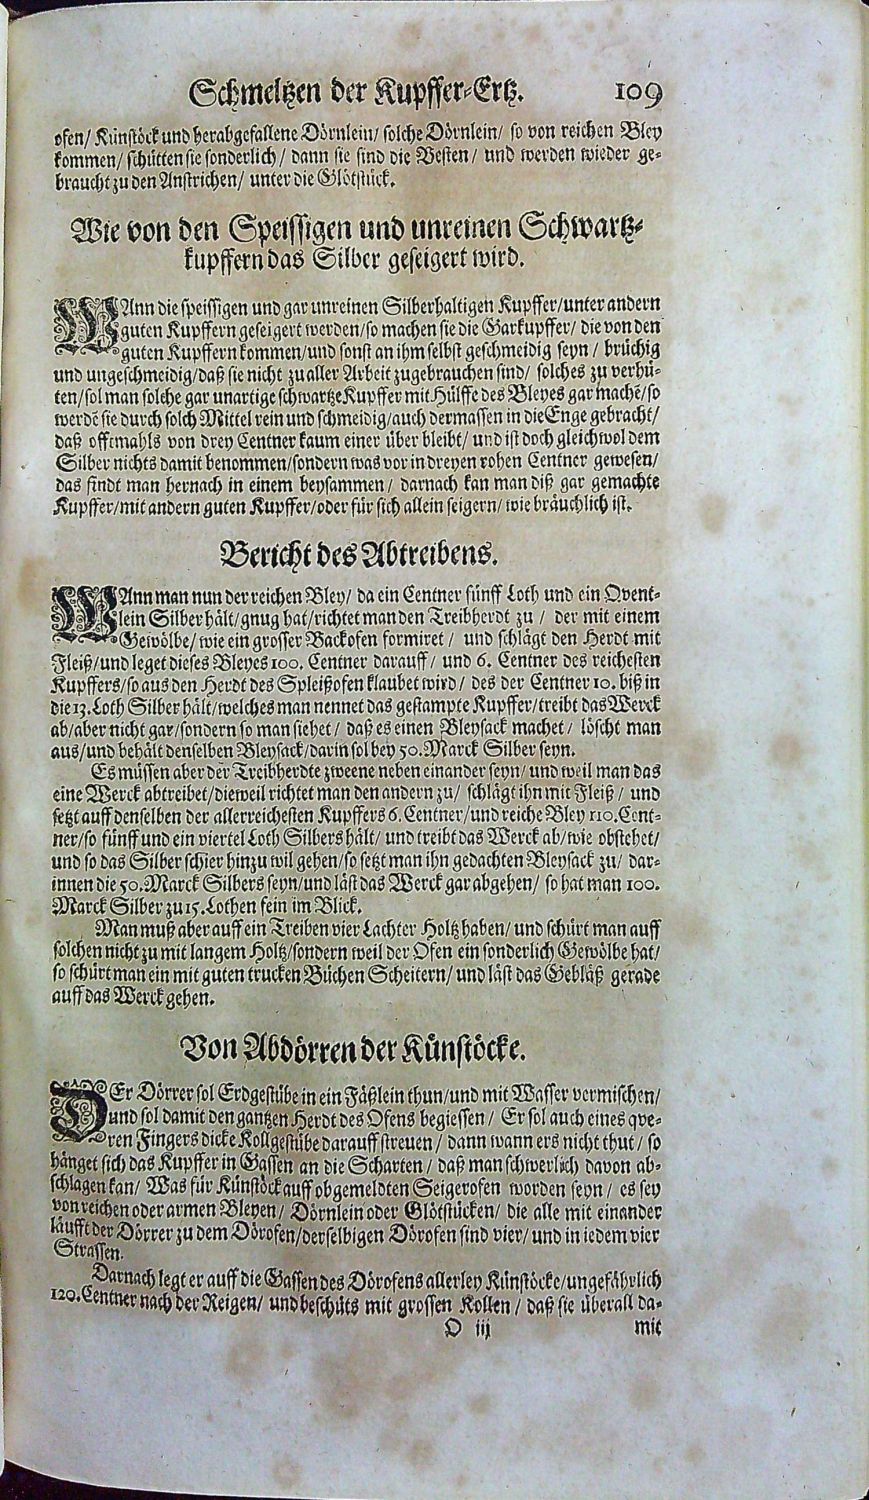 Schmeltzen der Kupffer-Ertz. 109
ofen/ Künstöck und herabgefallene Dörnlein/ solche Dörnlein/ so von reichen Bley
kommen/ schütten sie sonderlich/ dann sie sind die Besten/ und werden wieder ge-
braucht zu den Anstrichen/ unter die Glötstück.
Wie von den Speissigen und unreinen Schwartz-
kupffern das Silber geseigert wird.
WAnn die speissigen und gar unreinen Silberhaltigen Kupffer/unter andern
guten Kupffern geseigert werden/so machen sie die Garkupffer/ die von den
guten Kupffern kommen/und sonst an ihm selbst geschmeidig seyn/ brüchig
und ungeschmeidig/daß sie nicht zu aller Arbeit zugebrauchen sind/ solches zu verhü-
ten/sol man solche gar unartige schwartze Kupffer mit Hülffe des Bleyes gar machẽ/so
werdẽ sie durch solch Mittel rein und schmeidig/auch dermassen in die Enge gebracht/
daß offtmahls von drey Centner kaum einer über bleibt/ und ist doch gleichwol dem
Silber nichts damit benommen/sondern was vor in dreyen rohen Centner gewesen/
das findt man hernach in einem beysammen/ darnach kan man diß gar gemachte
Kupffer/mit andern guten Kupffer/oder für sich allein seigern/ wie bräuchlich ist.
Bericht des Abtreibens.
WAnn man nun der reichen Bley/ da ein Centner fünff Loth und ein Qvent-
lein Silber hält/gnug hat/richtet man den Treibherdt zu/ der mit einem
Gewölbe/wie ein grosser Backofen formiret/ und schlägt den Herdt mit
Fleiß/und leget dieses Bleyes 100. Centner darauff/ und 6. Centner des reichesten
Kupffers/so aus den Herdt des Spleißofen klaubet wird/ des der Centner 10. biß in
die 13. Loth Silber hält/welches man nennet das gestampte Kupffer/treibt das Werck
ab/aber nicht gar/sondern so man siehet/ daß es einen Bleysack machet/ löscht man
aus/und behält denselben Bleysack/darin sol bey 50. Marck Silber seyn.
Es müssen aber der Treibherdte zweene neben einander seyn/ und weil man das
eine Werck abtreibet/dieweil richtet man den andern zu/ schlägt ihn mit Fleiß/ und
setzt auff denselben der allerreichesten Kupffers 6. Centner/und reiche Bley 110. Cent-
ner/so fünff und ein viertel Loth Silbers hält/ und treibt das Werck ab/wie obstehet/
und so das Silber schier hinzu wil gehen/so setzt man ihn gedachten Bleysack zu/ dar-
innen die 50. Marck Silbers seyn/und läst das Werck gar abgehen/ so hat man 100.
Marck Silber zu 15. Lothen fein im Blick.
Man muß aber auff ein Treiben vier Lachter Holtz haben/ und schürt man auff
solchen nicht zu mit langem Holtz/sondern weil der Ofen ein sonderlich Gewölbe hat/
so schürt man ein mit guten trucken Büchen Scheitern/ und läst das Gebläß gerade
auff das Werck gehen.
Von Abdörren der Künstöcke.
DEr Dörrer sol Erdgestübe in ein Fäßlein thun/und mit Wasser vermischen/
und sol damit den gantzen Herdt des Ofens begiessen/ Er sol auch eines qve-
ren Fingers dicke Kollgestübe darauff streuen/ dann wann ers nicht thut/ so
hänget sich das Kupffer in Gassen an die Scharten/ daß man schwerlich davon ab-
schlagen kan/ Was für Künstöck auff obgemeldten Seigerofen worden seyn/ es sey
von reichen oder armen Bleyen/ Dörnlein oder Glötstücken/ die alle mit einander
läufft der Dörrer zu dem Dörofen/derselbigen Dörofen sind vier/ und in iedem vier
Strassen.
Darnach legt er auff die Gassen des Dörofens allerley Künstöcke/ungefährlich
120. Centner nach der Reigen/ und beschüts mit grossen Kollen/ daß sie überall da-
O iij mit